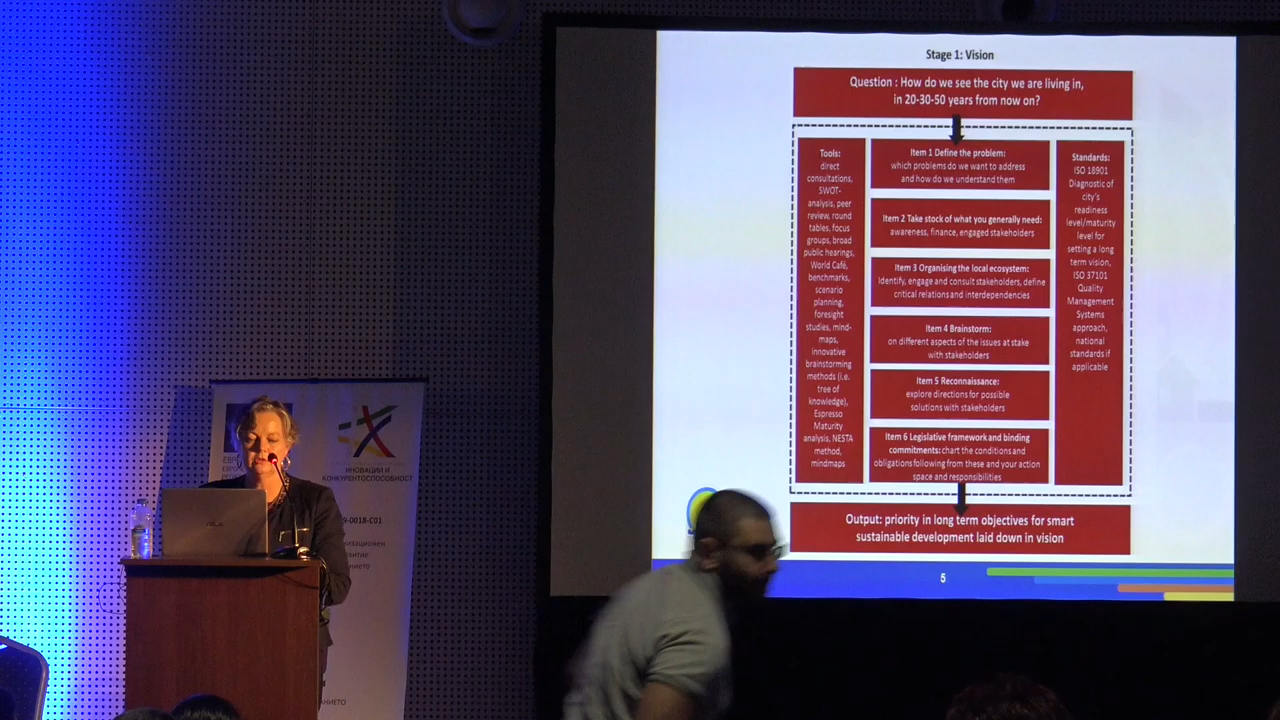 Stage 1: Vision
Question : How do we see the city we are living in,
in 20-30-50 years from now on?
Tools:
direct
consultations,
SWOT-
analysis, peer
review, round
tables, focus
groups, broad
public hearings,
World Café,
benchmarks,
scenario
planning,
foresight
studies, mind-
maps,
innovative
brainstorming
methods (i.e.
tree of
knowledge),
Espresso
Maturity
analysis, NESTA
method,
mindmaps
Item 1 Define the problem:
which problems do we want to address
and how do we understand them
Item 2 Take stock of what you generally need:
awareness, finance, engaged stakeholders
Item 3 Organising the local ecosystem:
Identify, engage and consult stakeholders, define
critical relations and interdependencies
Item 4 Brainstorm:
on different aspects of the issues at stake
with stakeholders
Item 5 Reconnaissance:
explore directions for possible
solutions with stakeholders
Item 6 Legislative framework and binding
commitments: chart the conditions and
obligations following from these and your action
space and responsibilities
Standards:
ISO 18901
Diagnostic of
city's
readiness
level/maturity
level for
setting a long
term vision,
ISO 37101
Quality
Management
Systems
approach,
national
standards if
applicable
Output: priority in long term objectives for smart
sustainable development laid down in vision
5
ИНОВАЦИИ И
КОНКУРЕНТОСПОСОБНОСТ
9-0018-C01